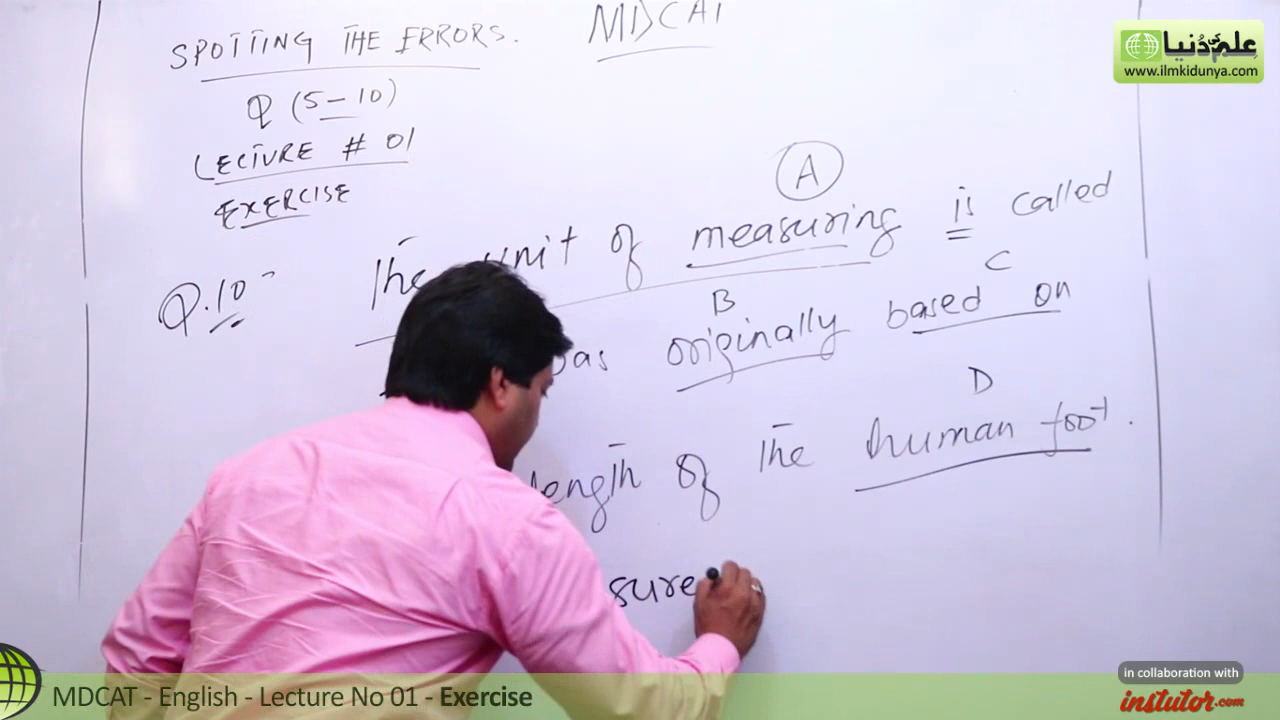 SPOTTING THE ERRORS. MDCAT
Q (5-10)
LECTURE # 01
EXERCISE
A
Q.10- The unit of measuring is called
B C
originally based on
D
length of the human foot.
sure
علم کی دنیا
www.ilmkidunya.com
MDCAT - English - Lecture No 01 - Exercise
in collaboration with
instutor.com